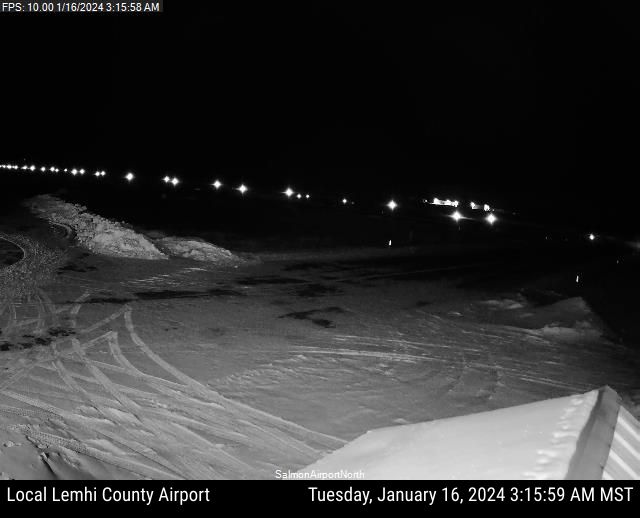 FPS: 10.00 1/16/2024 3:15:58 AM
SalmonAirportNorth
Local Lemhi County Airport Tuesday, January 16, 2024 3:15:59 AM MST